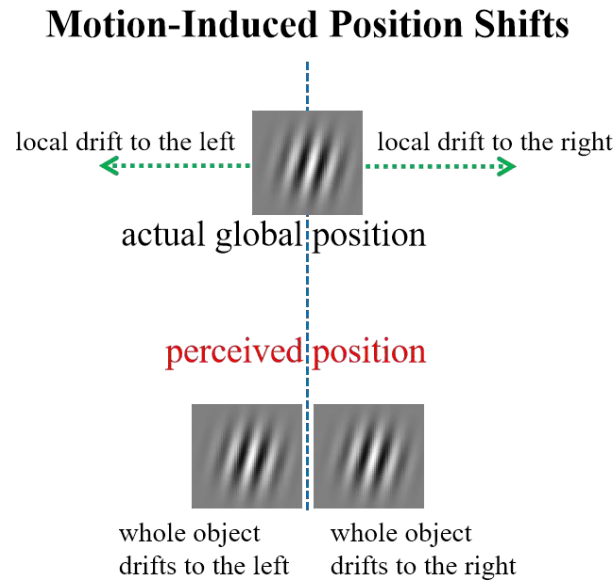 Motion-Induced Position Shifts
local drift to the left
local drift to the right
actual global position
perceived position
whole object
drifts to the left
whole object
drifts to the right